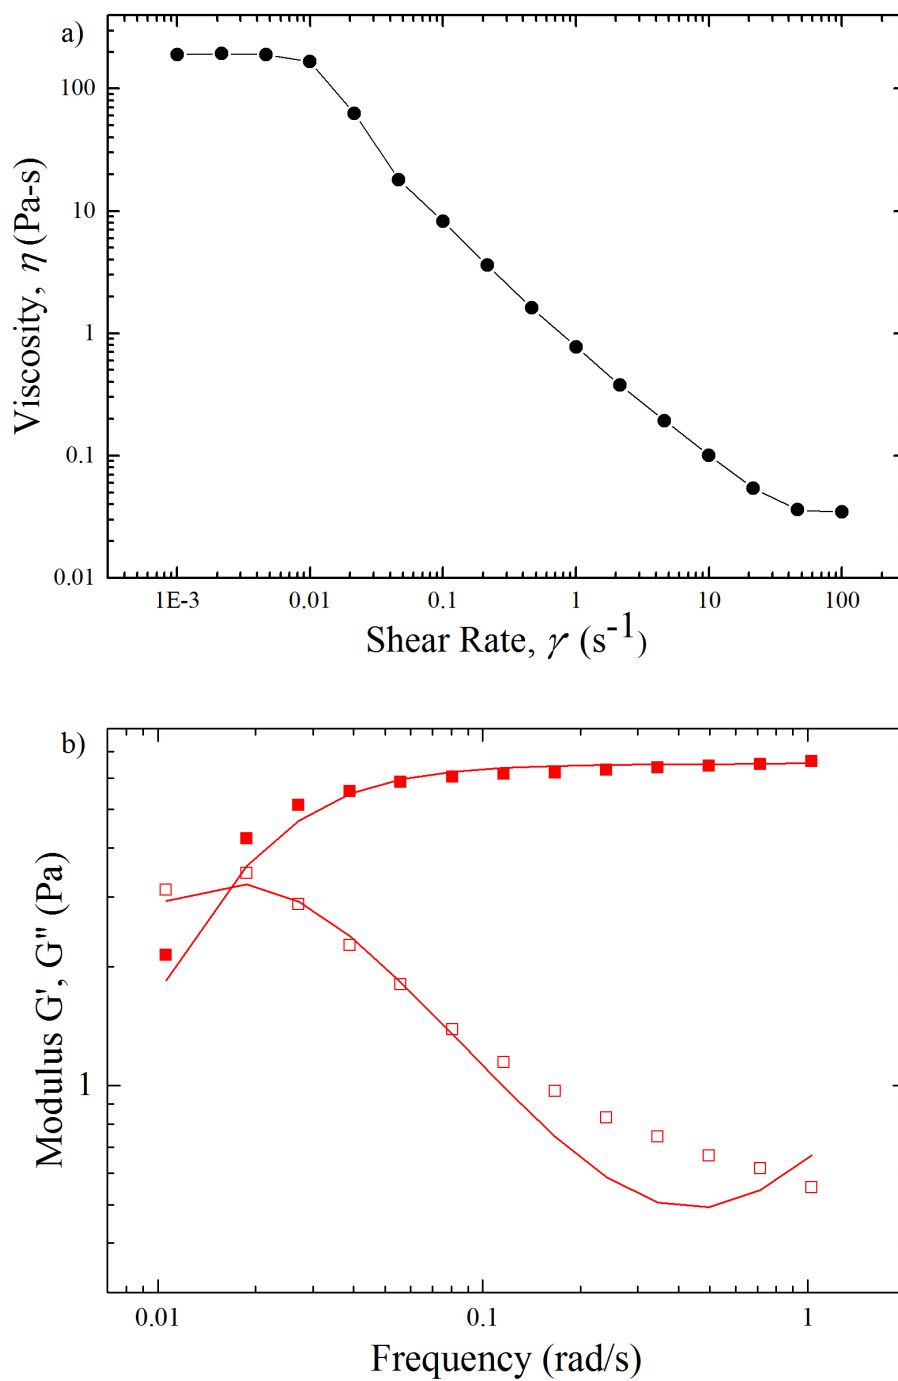 a)
100
10
1
0.1
0.01
Viscosity, η (Pa-s)
1E-3 0.01 0.1 1 10 100
Shear Rate, γ (s⁻¹)
b)
1
Modulus G', G" (Pa)
0.01 0.1 1
Frequency (rad/s)